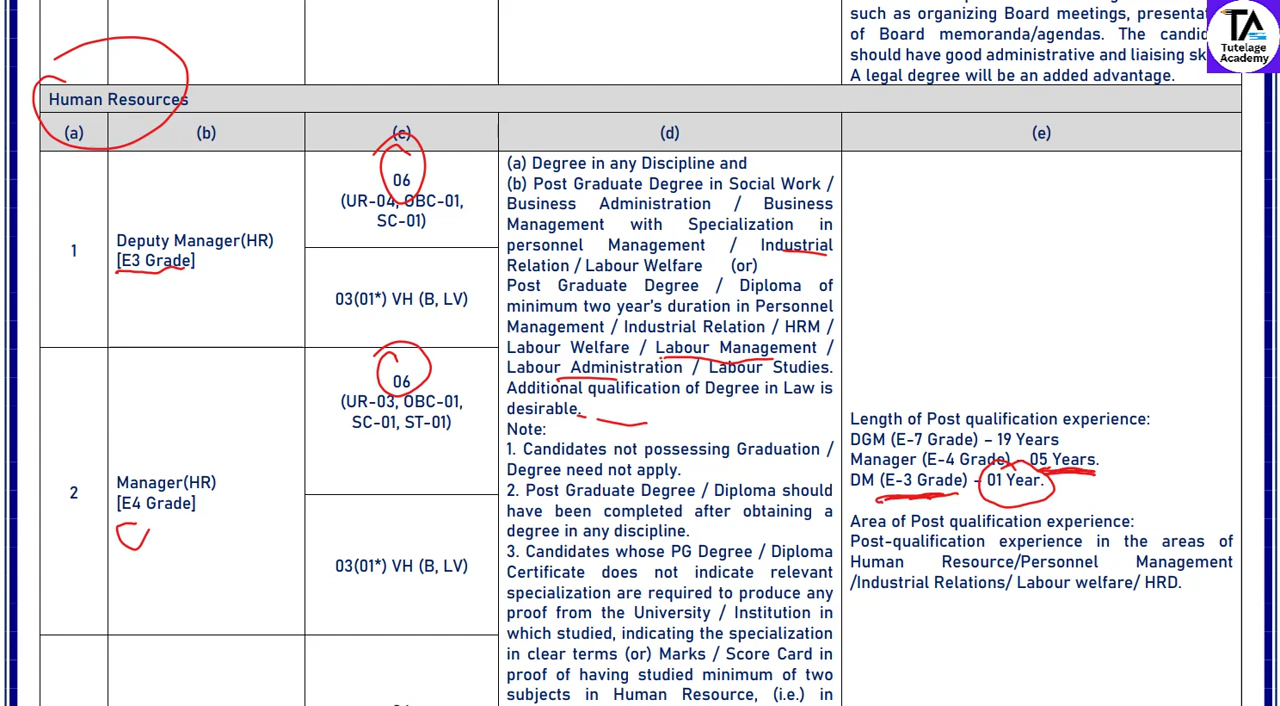 such as organizing Board meetings,
of Board memoranda/agendas. The
should have good administrative and liaising
A legal degree will be an added advantage.
TA
Tutelage
Academy
Human Resources
(a)
(b)
(c)
(d)
(e)
1
Deputy Manager(HR)
[E3 Grade]
06
(UR-04, OBC-01,
SC-01)
03(01*) VH (B, LV)
2
Manager(HR)
[E4 Grade]
06
(UR-03, OBC-01,
SC-01, ST-01)
03(01*) VH (B, LV)
(a) Degree in any Discipline and
(b) Post Graduate Degree in Social Work /
Business Administration / Business
Management with Specialization in
personnel Management / Industrial
Relation / Labour Welfare (or)
Post Graduate Degree / Diploma of
minimum two year's duration in Personnel
Management / Industrial Relation / HRM /
Labour Welfare / Labour Management /
Labour Administration / Labour Studies.
Additional qualification of Degree in Law is
desirable.
Note:
1. Candidates not possessing Graduation /
Degree need not apply.
2. Post Graduate Degree / Diploma should
have been completed after obtaining a
degree in any discipline.
3. Candidates whose PG Degree / Diploma
Certificate does not indicate relevant
specialization are required to produce any
proof from the University / Institution in
which studied, indicating the specialization
in clear terms (or) Marks / Score Card in
proof of having studied minimum of two
subjects in Human Resource, (i.e.) in
Length of Post qualification experience:
DGM (E-7 Grade) – 19 Years
Manager (E-4 Grade) – 05 Years.
DM (E-3 Grade) – 01 Year.
Area of Post qualification experience:
Post-qualification experience in the areas of
Human Resource/Personnel Management
/Industrial Relations/ Labour welfare/ HRD.